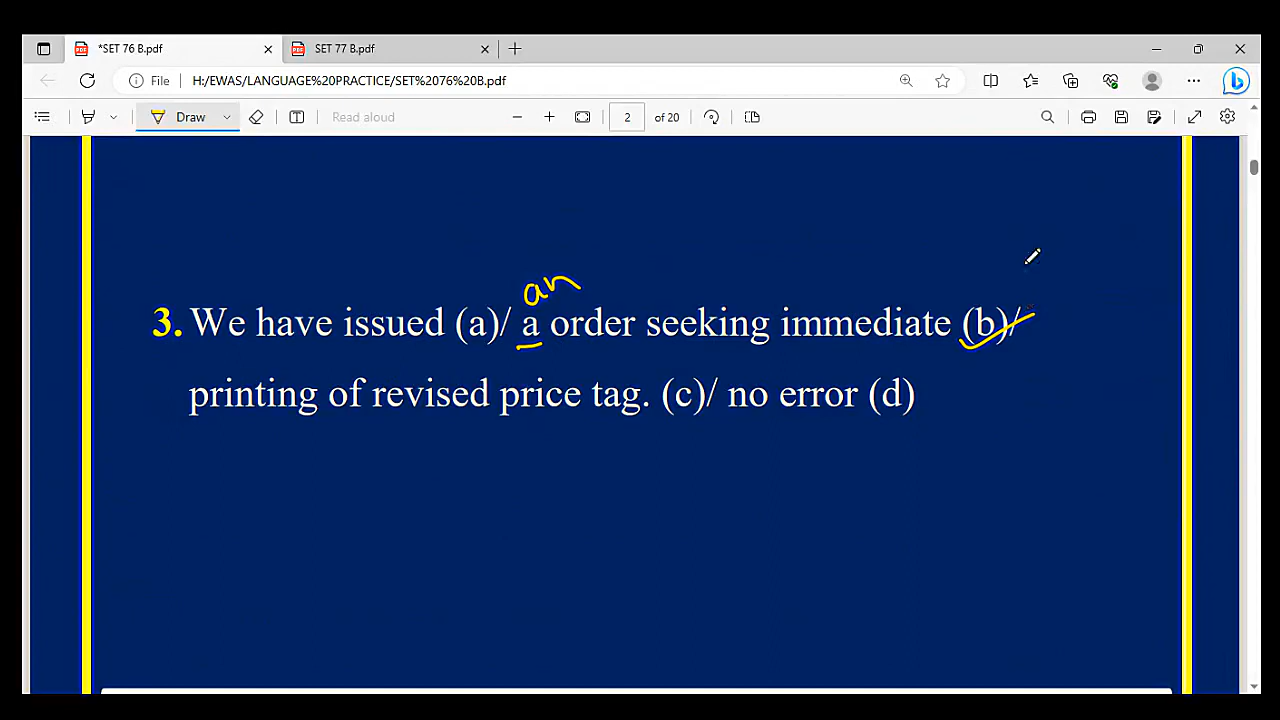 *SET 76 B.pdf
SET 77 B.pdf
File H:/EWAS/LANGUAGE%20PRACTICE/SET%2076%20B.pdf
Draw Read aloud 2 of 20
an
3. We have issued (a)/ a order seeking immediate (b)/
printing of revised price tag. (c)/ no error (d)